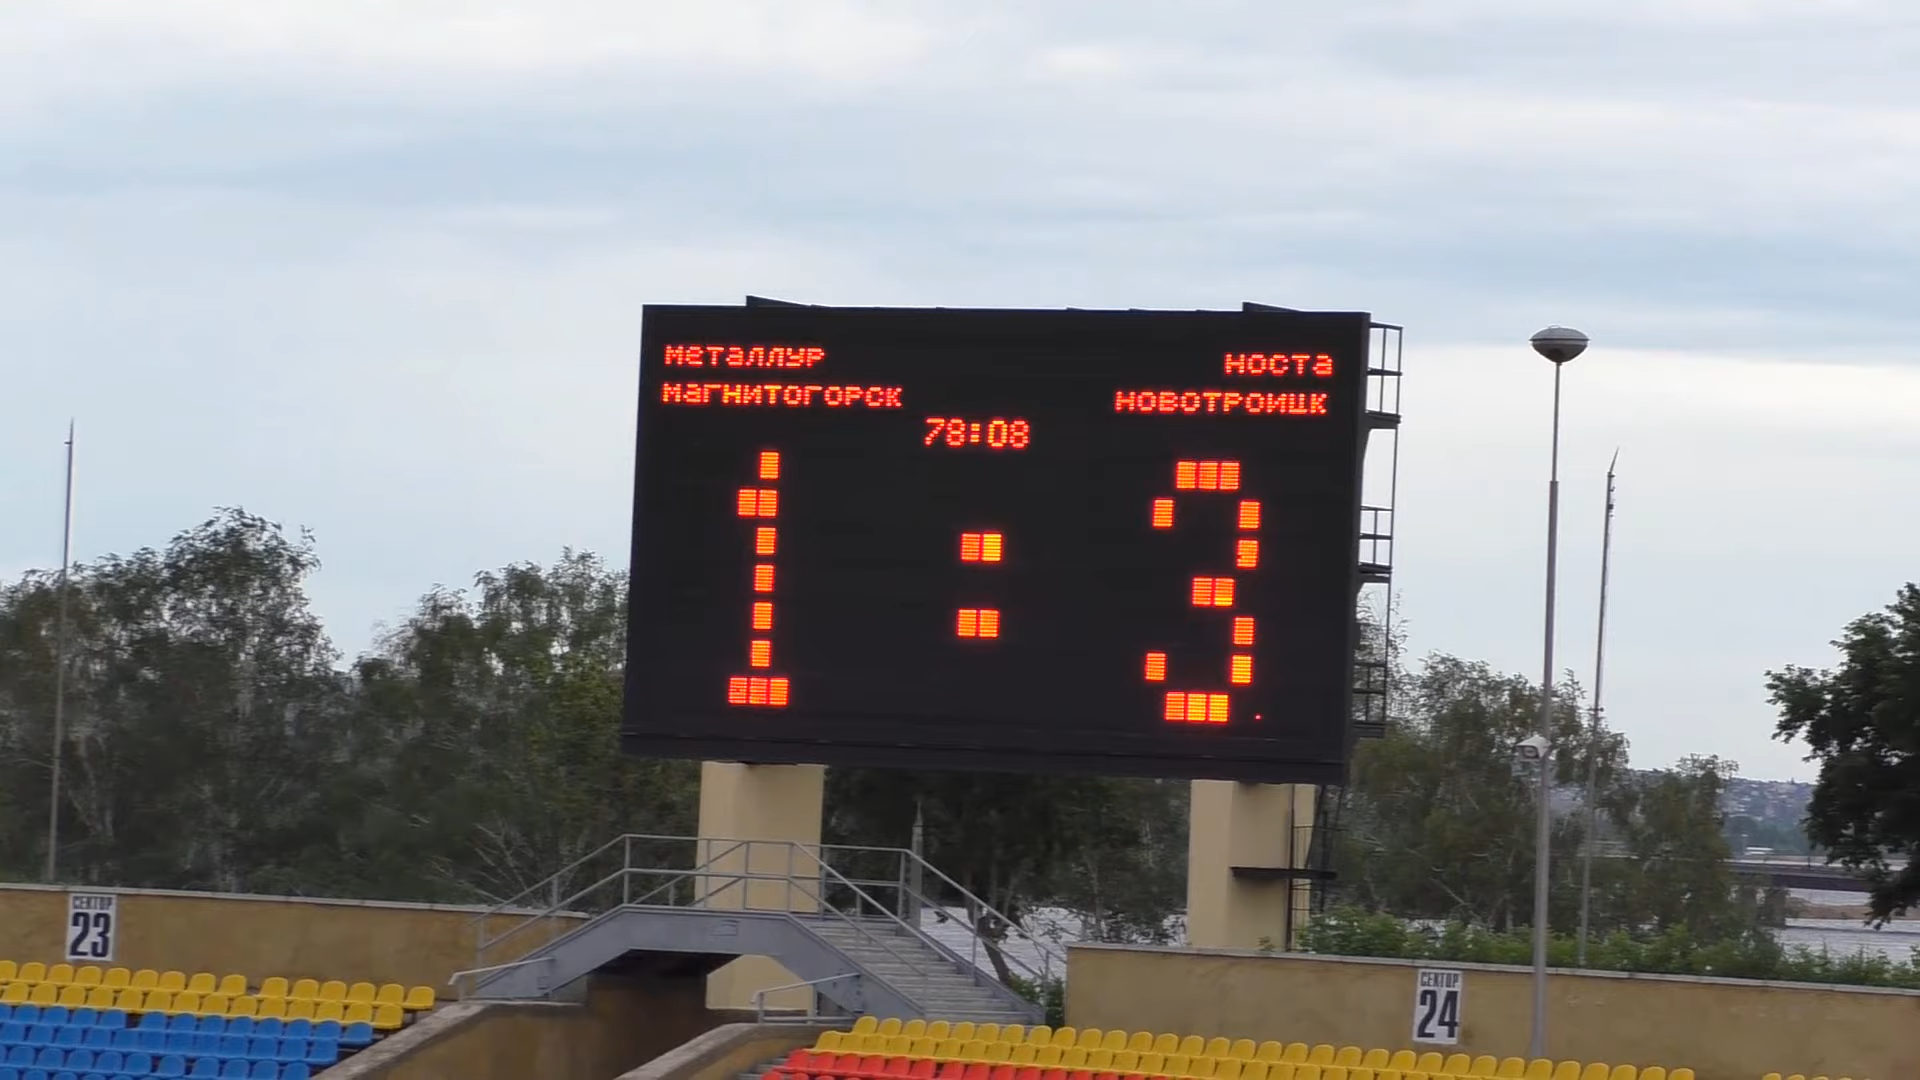 металлур
магнитогорск
носта
новотроицк
78:08
1 : 3
СЕКТОР
23
СЕКТОР
24